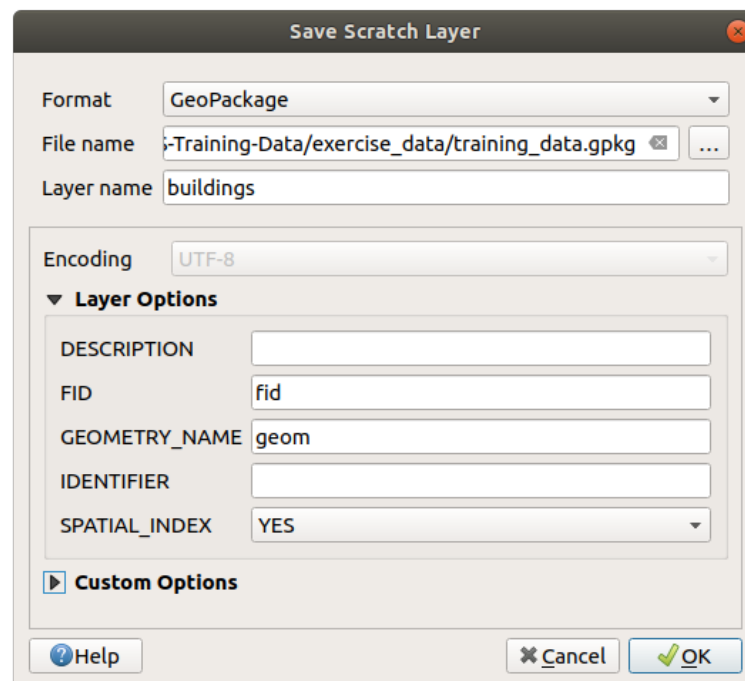 Save Scratch Layer
Format GeoPackage
File name -Training-Data/exercise_data/training_data.gpkg ...
Layer name buildings
Encoding UTF-8
Layer Options
DESCRIPTION
FID fid
GEOMETRY_NAME geom
IDENTIFIER
SPATIAL_INDEX YES
Custom Options
Help Cancel OK